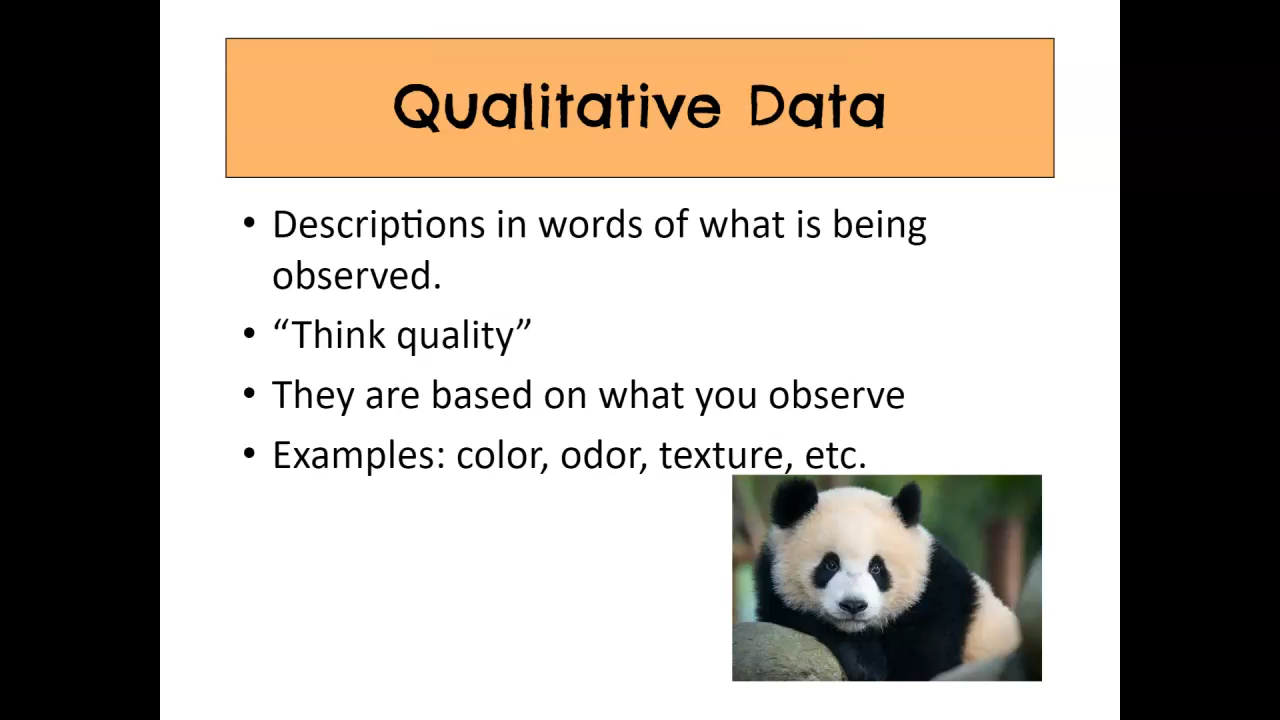 Qualitative Data
• Descriptions in words of what is being
observed.
• “Think quality”
• They are based on what you observe
• Examples: color, odor, texture, etc.